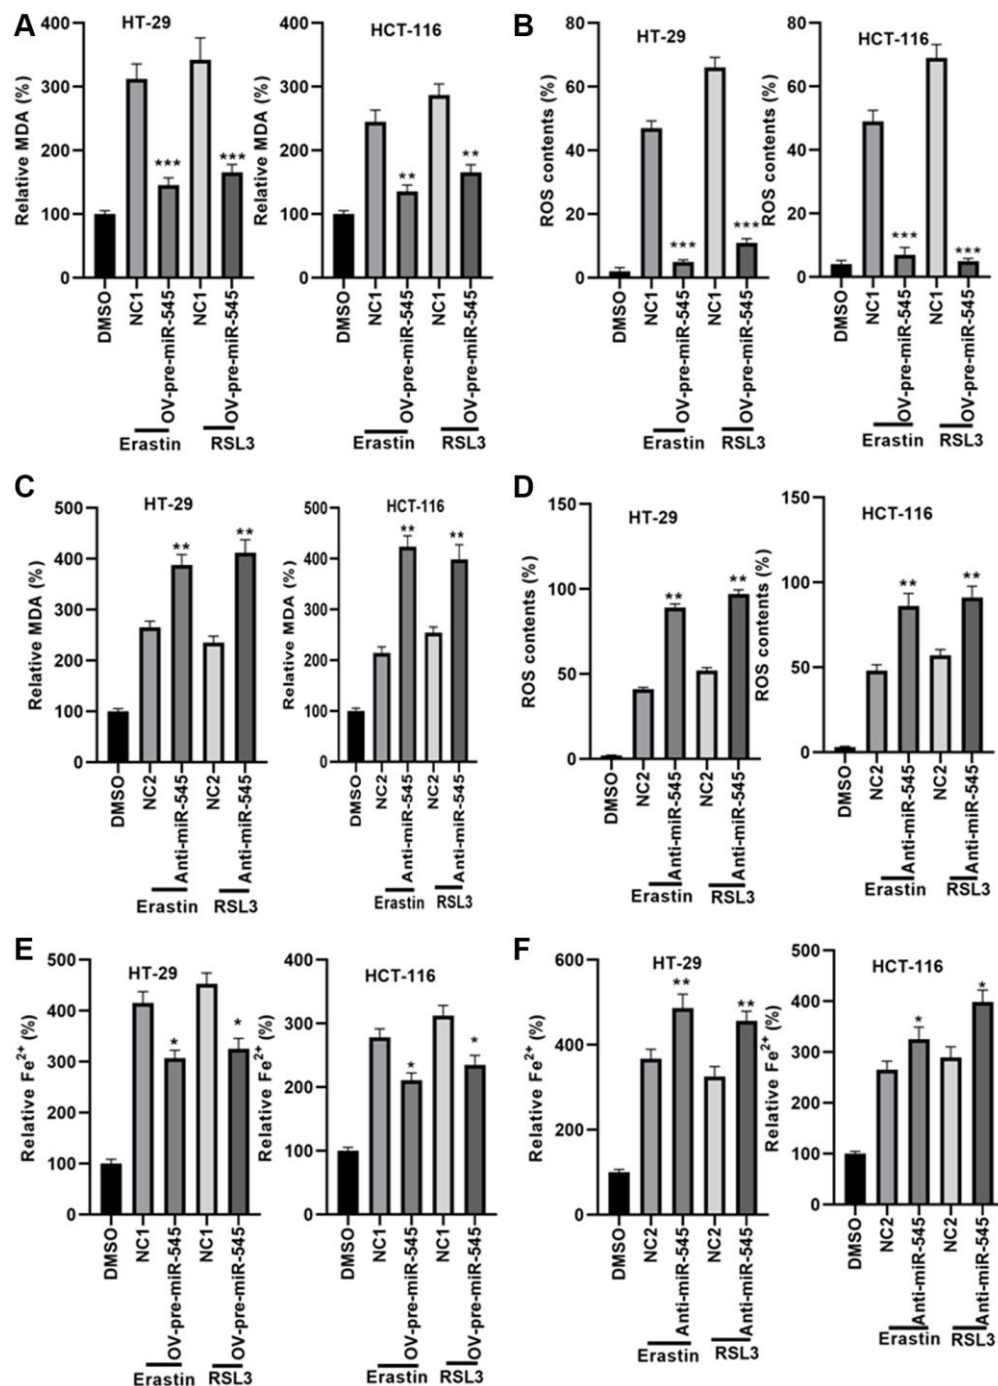 A
HT-29
Relative MDA (%)
400
300
200
100
0
DMSO
NC1
OV-pre-miR-545
NC1
OV-pre-miR-545
Erastin
RSL3
HCT-116
Relative MDA (%)
400
300
200
100
0
DMSO
NC1
OV-pre-miR-545
NC1
OV-pre-miR-545
Erastin
RSL3
***
***
**
**
B
HT-29
ROS contents (%)
80
60
40
20
0
***
***
DMSO
NC1
OV-pre-miR-545
NC1
OV-pre-miR-545
Erastin
RSL3
HCT-116
ROS contents (%)
80
60
40
20
0
***
***
DMSO
NC1
OV-pre-miR-545
NC1
OV-pre-miR-545
Erastin
RSL3
C
HT-29
Relative MDA (%)
500
400
300
200
100
0
**
**
DMSO
NC2
Anti-miR-545
NC2
Anti-miR-545
Erastin
RSL3
HCT-116
Relative MDA (%)
500
400
300
200
100
0
**
**
DMSO
NC2
Anti-miR-545
NC2
Anti-miR-545
Erastin
RSL3
D
HT-29
ROS contents (%)
150
100
50
0
**
**
DMSO
NC2
Anti-miR-545
NC2
Anti-miR-545
Erastin
RSL3
HCT-116
ROS contents (%)
150
100
50
0
**
**
DMSO
NC2
Anti-miR-545
NC2
Anti-miR-545
Erastin
RSL3
E
HT-29
Relative Fe²⁺ (%)
500
400
300
200
100
0
*
*
DMSO
NC1
OV-pre-miR-545
NC1
OV-pre-miR-545
Erastin
RSL3
HCT-116
Relative Fe²⁺ (%)
400
300
200
100
0
*
*
DMSO
NC1
OV-pre-miR-545
NC1
OV-pre-miR-545
Erastin
RSL3
F
HT-29
Relative Fe²⁺ (%)
600
400
200
0
**
**
DMSO
NC2
Anti-miR-545
NC2
Anti-miR-545
Erastin
RSL3
HCT-116
Relative Fe²⁺ (%)
500
400
300
200
100
0
*
*
DMSO
NC2
Anti-miR-545
NC2
Anti-miR-545
Erastin
RSL3